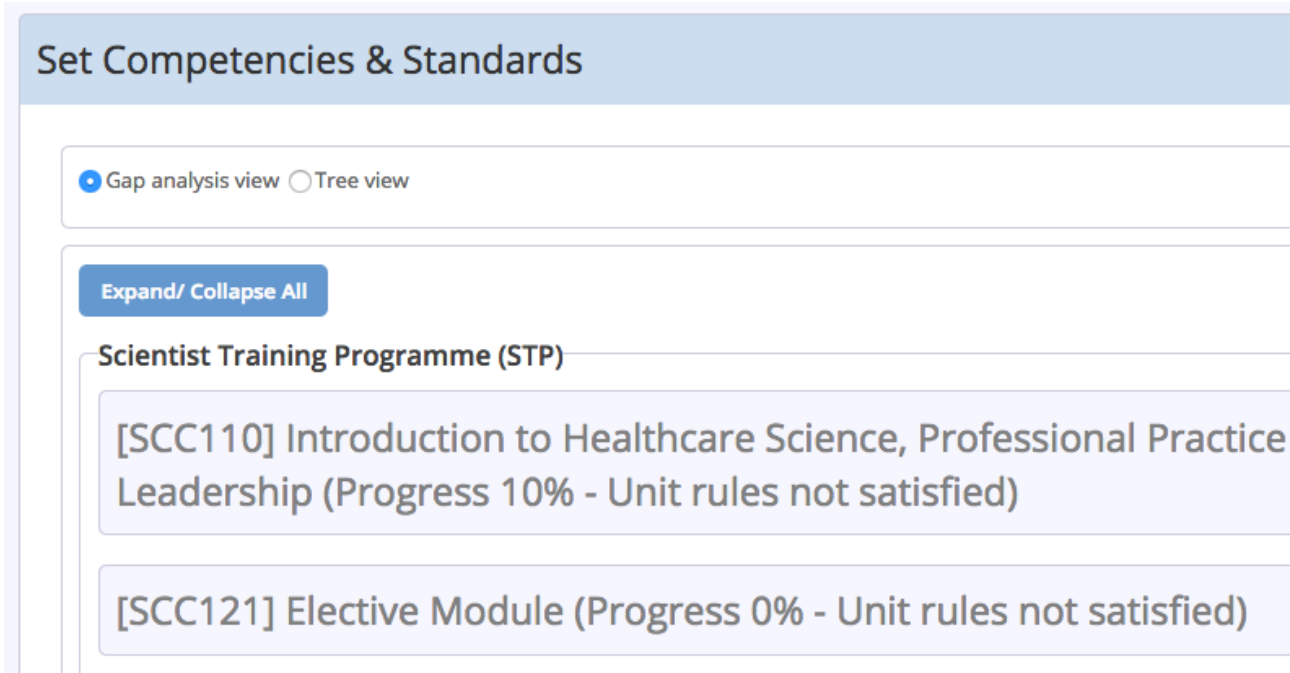 Set Competencies & Standards
Gap analysis view Tree view
Expand/ Collapse All
Scientist Training Programme (STP)
[SCC110] Introduction to Healthcare Science, Professional Practice
Leadership (Progress 10% - Unit rules not satisfied)
[SCC121] Elective Module (Progress 0% - Unit rules not satisfied)